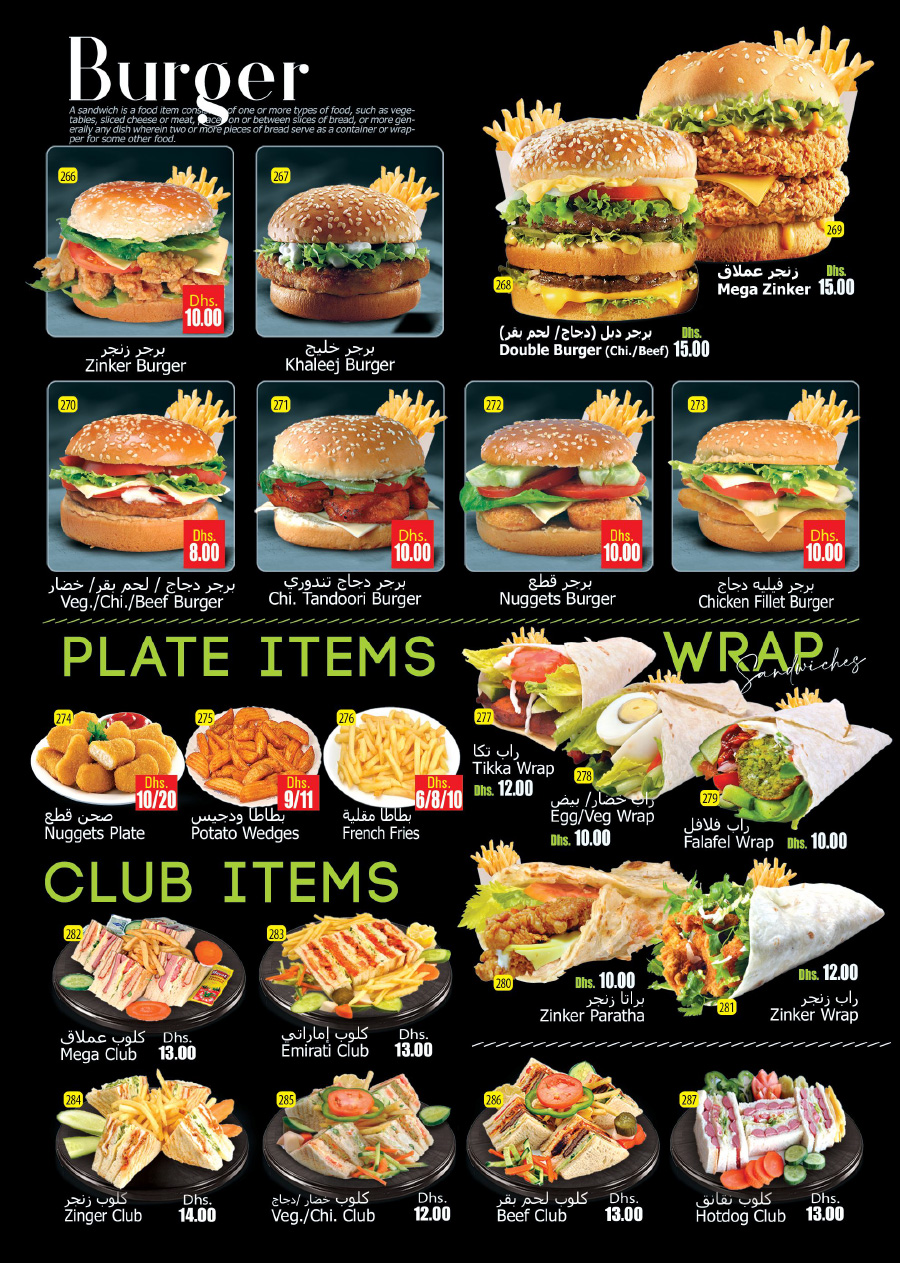 Burger
A sandwich is a food item consisting of one or more types of food, such as vege-
tables, sliced cheese or meat, placed on or between slices of bread, or more gen-
erally any dish wherein two or more pieces of bread serve as a container or wrap-
per for some other food.
266
Dhs.
10.00
برجر زنجر
Zinker Burger
267
برجر خليج
Khaleej Burger
268
برجر دبل (دجاج/ لحم بقر)
Double Burger (Chi./Beef)
Dhs.
15.00
269
زنجر عملاق
Mega Zinker
Dhs.
15.00
270
Dhs.
8.00
برجر دجاج / لحم بقر/ خضار
Veg./Chi./Beef Burger
271
Dhs.
10.00
برجر دجاج تندوري
Chi. Tandoori Burger
272
Dhs.
10.00
برجر قطع
Nuggets Burger
273
Dhs.
10.00
برجر فيليه دجاج
Chicken Fillet Burger
PLATE ITEMS
274
Dhs.
10/20
صحن قطع
Nuggets Plate
275
Dhs.
9/11
بطاطا ودجيس
Potato Wedges
276
Dhs.
6/8/10
بطاطا مقلية
French Fries
WRAP
Sandwiches
277
راب تكا
Tikka Wrap
Dhs. 12.00
278
راب خضار/ بيض
Egg/Veg Wrap
Dhs. 10.00
279
راب فلافل
Falafel Wrap Dhs. 10.00
280
Dhs. 10.00
براتا زنجر
Zinker Paratha
281
Dhs. 12.00
راب زنجر
Zinker Wrap
CLUB ITEMS
282
كلوب عملاق
Mega Club
Dhs.
13.00
283
كلوب إماراتي
Emirati Club
Dhs.
13.00
284
كلوب زنجر
Zinger Club
Dhs.
14.00
285
كلوب خضار /دجاج
Veg./Chi. Club
Dhs.
12.00
286
كلوب لحم بقر
Beef Club
Dhs.
13.00
287
كلوب نقانق
Hotdog Club
Dhs.
13.00